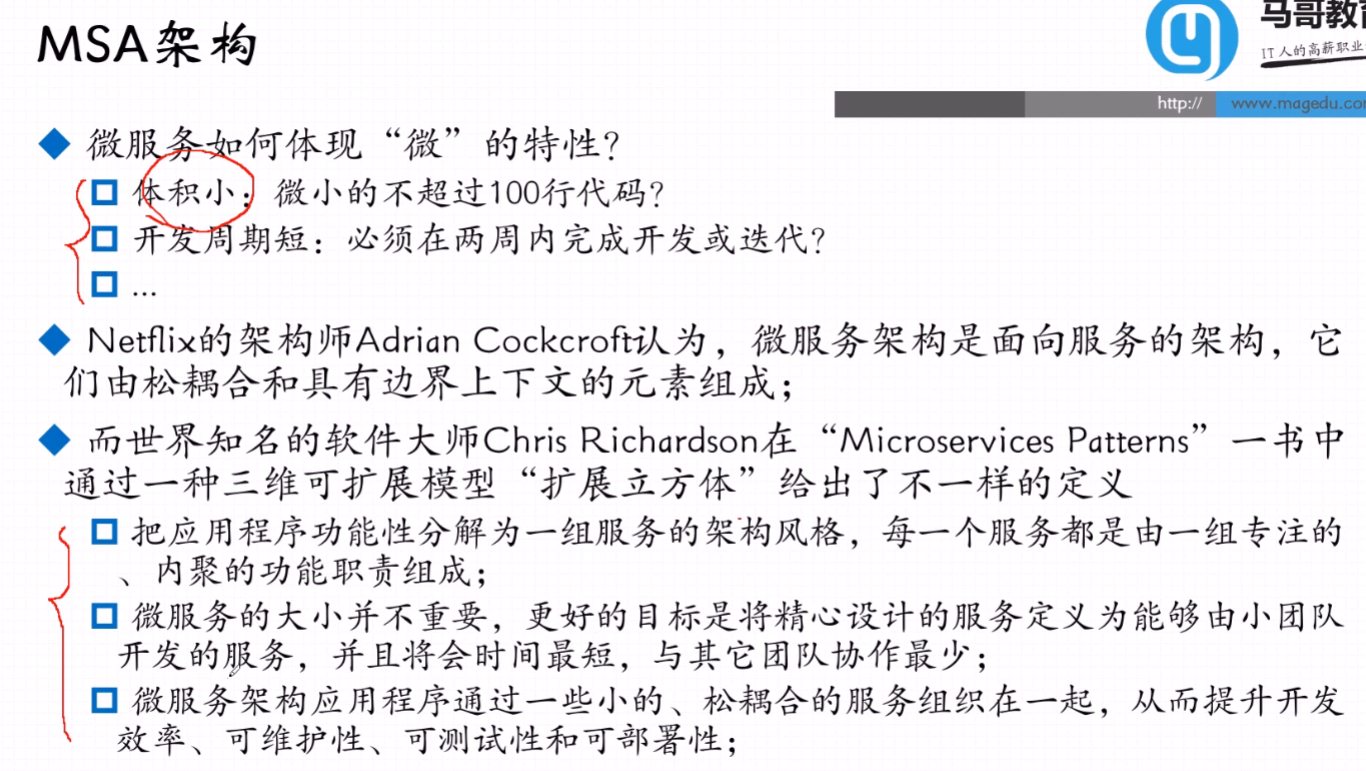 MSA架构
马哥教育
IT人的高薪职业
http:// www.magedu.com
微服务如何体现“微”的特性？
体积小：微小的不超过100行代码？
开发周期短：必须在两周内完成开发或迭代？
...
Netflix的架构师Adrian Cockcroft认为，微服务架构是面向服务的架构，它
们由松耦合和具有边界上下文的元素组成；
而世界知名的软件大师Chris Richardson在“Microservices Patterns”一书中
通过一种三维可扩展模型“扩展立方体”给出了不一样的定义
把应用程序功能性分解为一组服务的架构风格，每一个服务都是由一组专注的
、内聚的功能职责组成；
微服务的大小并不重要，更好的目标是将精心设计的服务定义为能够由小团队
开发的服务，并且将会时间最短，与其它团队协作最少；
微服务架构应用程序通过一些小的、松耦合的服务组织在一起，从而提升开发
效率、可维护性、可测试性和可部署性；